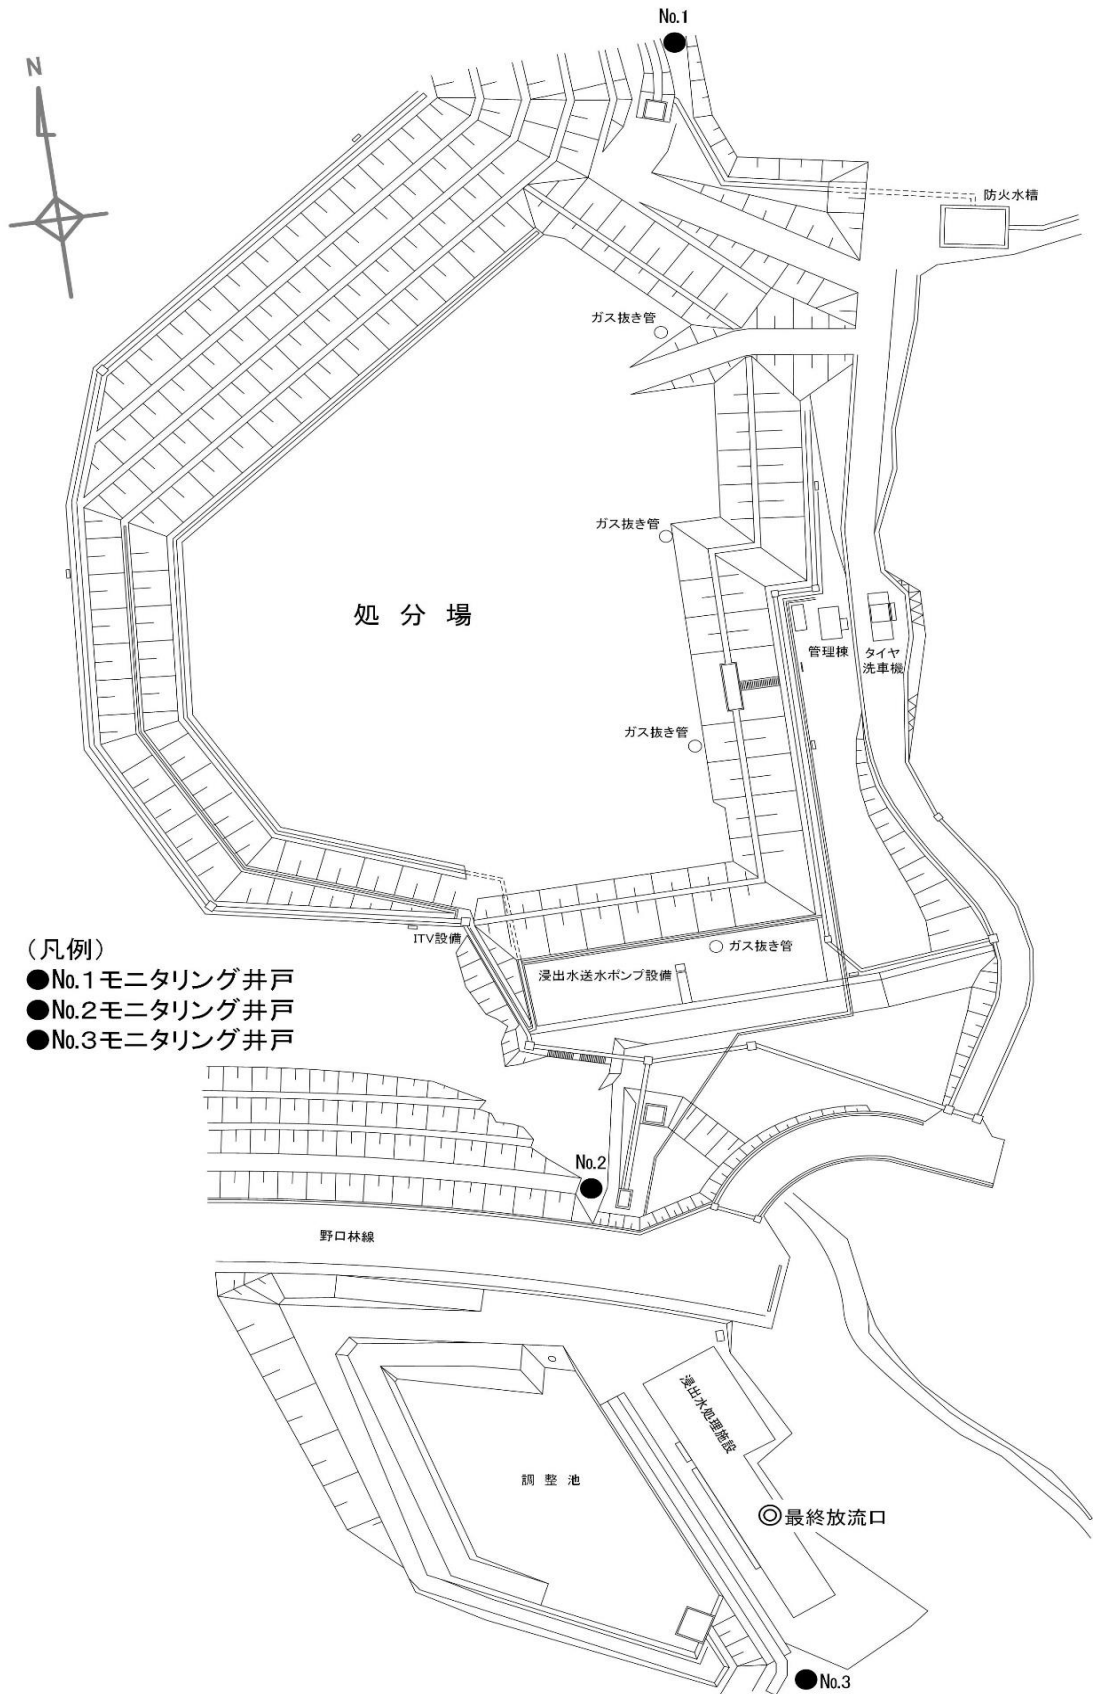 No.1
N
防火水槽
ガス抜き管
ガス抜き管
処分場
管理棟
タイヤ
洗車機
ガス抜き管
ITV設備
ガス抜き管
浸出水送水ポンプ設備
(凡例)
●No.1モニタリング井戸
●No.2モニタリング井戸
●No.3モニタリング井戸
No.2
野口林線
浸出水処理施設
調整池
◎最終放流口
No.3